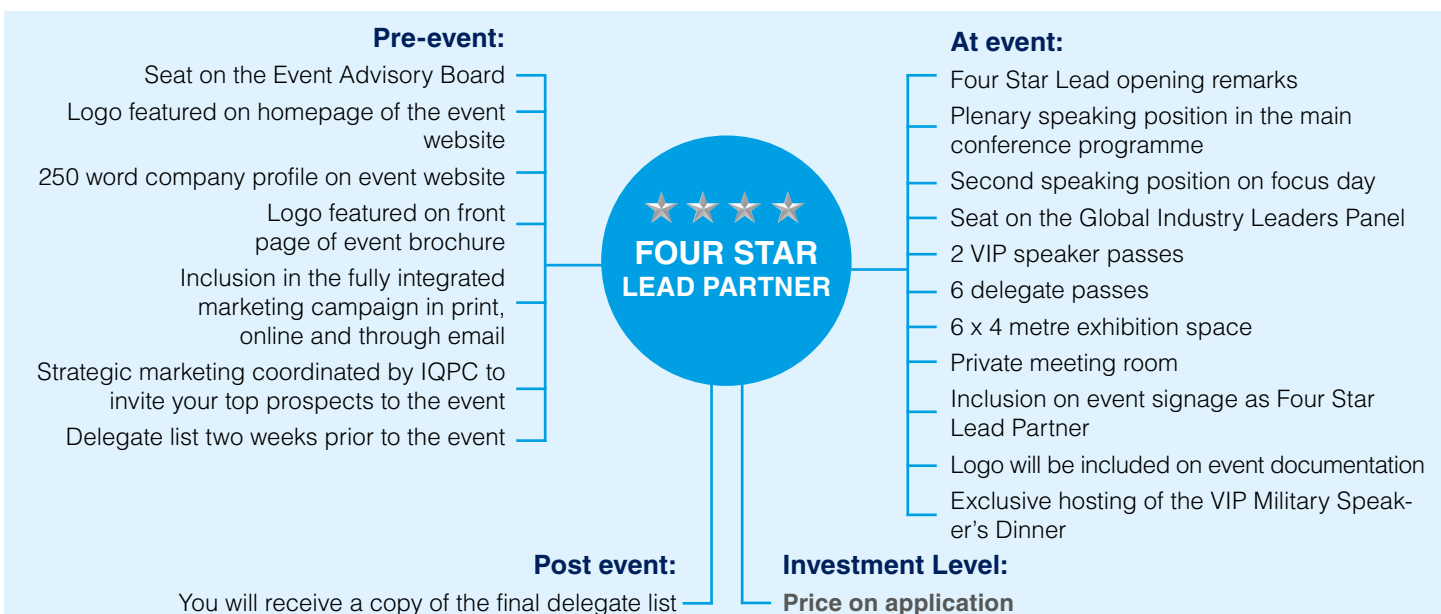 Pre-event:
Seat on the Event Advisory Board
Logo featured on homepage of the event
website
250 word company profile on event website
Logo featured on front
page of event brochure
Inclusion in the fully integrated
marketing campaign in print,
online and through email
Strategic marketing coordinated by IQPC to
invite your top prospects to the event
Delegate list two weeks prior to the event
FOUR STAR
LEAD PARTNER
At event:
Four Star Lead opening remarks
Plenary speaking position in the main
conference programme
Second speaking position on focus day
Seat on the Global Industry Leaders Panel
2 VIP speaker passes
6 delegate passes
6 x 4 metre exhibition space
Private meeting room
Inclusion on event signage as Four Star
Lead Partner
Logo will be included on event documentation
Exclusive hosting of the VIP Military Speak-
er's Dinner
Post event:
You will receive a copy of the final delegate list
Investment Level:
Price on application